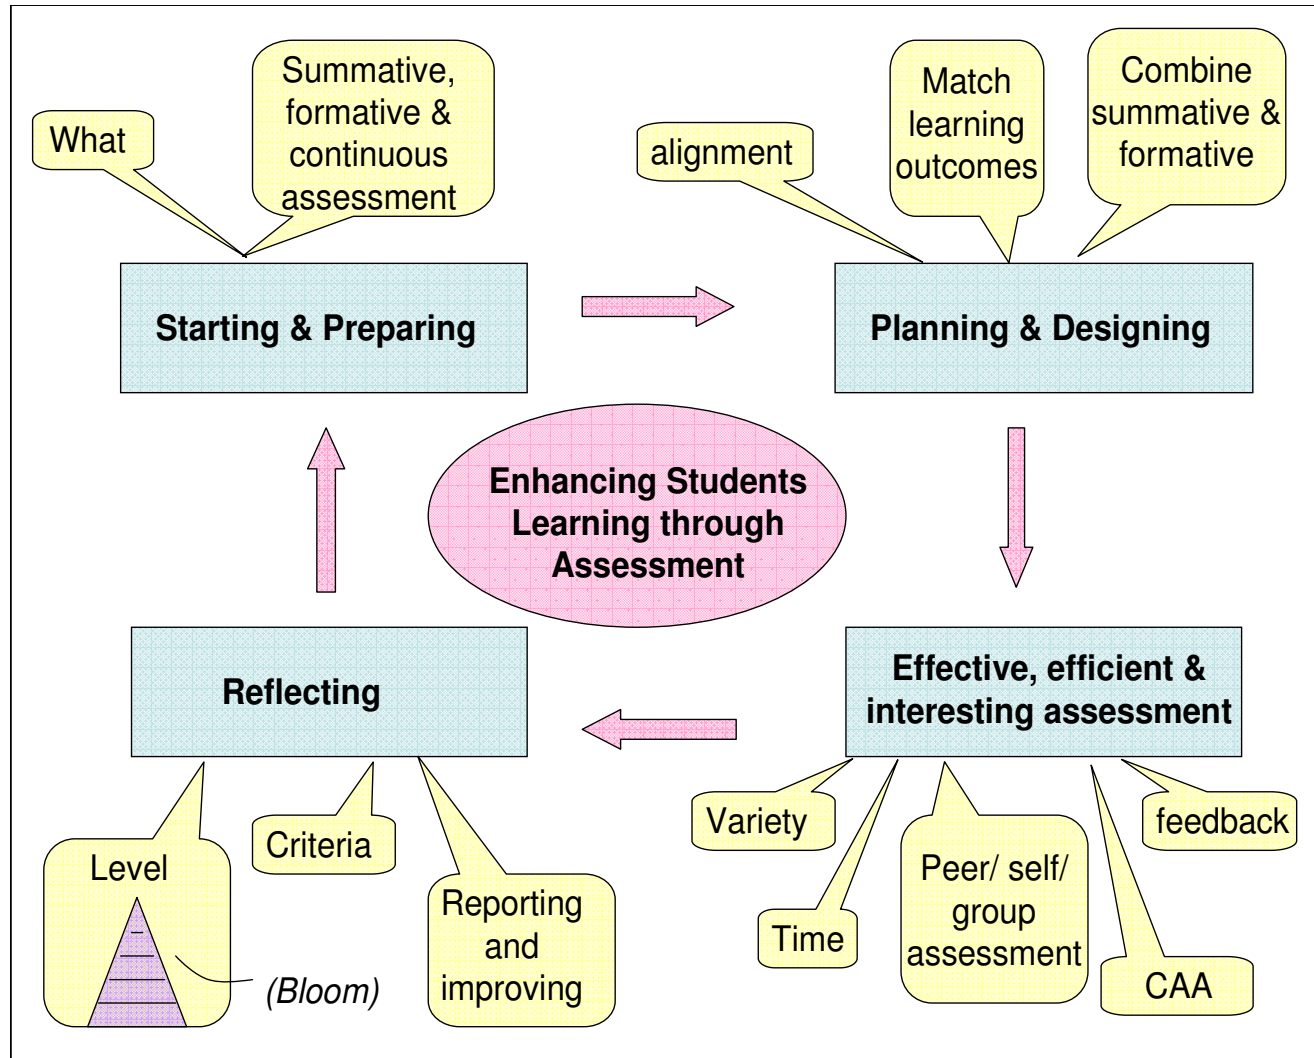 What
Summative,
formative &
continuous
assessment
alignment
Match
learning
outcomes
Combine
summative &
formative
Starting & Preparing
Planning & Designing
Enhancing Students
Learning through
Assessment
Reflecting
Effective, efficient &
interesting assessment
Level
(Bloom)
Criteria
Reporting
and
improving
Variety
Time
Peer/ self/
group
assessment
CAA
feedback